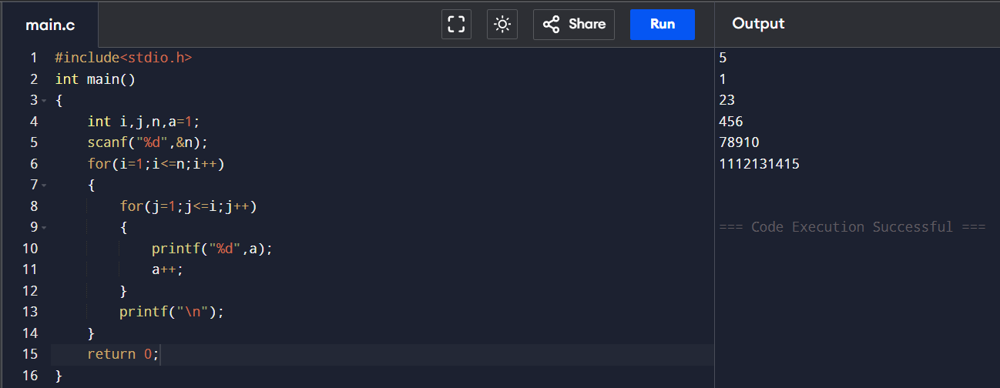 main.c
Share
Run
Output
1 #include<stdio.h>
2 int main()
3 {
4     int i,j,n,a=1;
5     scanf("%d",&n);
6     for(i=1;i<=n;i++)
7     {
8         for(j=1;j<=i;j++)
9         {
10             printf("%d",a);
11             a++;
12         }
13         printf("\n");
14     }
15     return 0;
16 }
5
1
23
456
78910
1112131415
=== Code Execution Successful ===